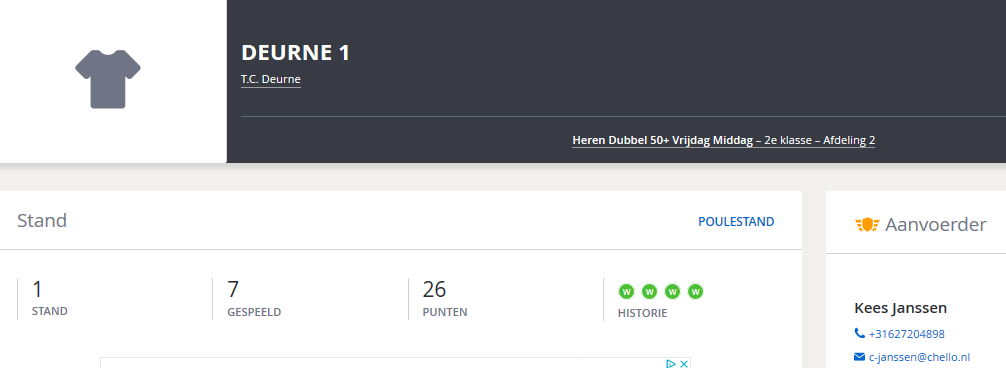 DEURNE 1
T.C. Deurne
Heren Dubbel 50+ Vrijdag Middag – 2e klasse – Afdeling 2
Stand
POULESTAND
1
STAND
7
GESPEELD
26
PUNTEN
W W W W
HISTORIE
Aanvoerder
Kees Janssen
+31627204898
c-janssen@chello.nl